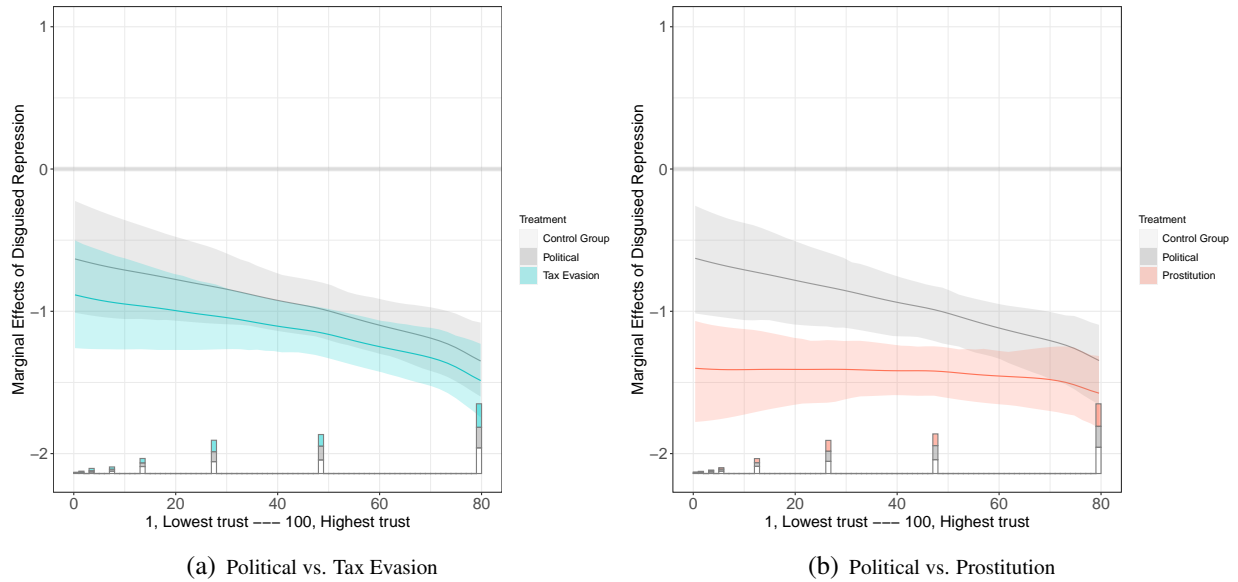 Marginal Effects of Disguised Repression
1
0
−1
−2
0
20
40
60
80
1, Lowest trust −−− 100, Highest trust
Treatment
Control Group
Political
Tax Evasion
(a) Political vs. Tax Evasion
Marginal Effects of Disguised Repression
1
0
−1
−2
0
20
40
60
80
1, Lowest trust −−− 100, Highest trust
Treatment
Control Group
Political
Prostitution
(b) Political vs. Prostitution